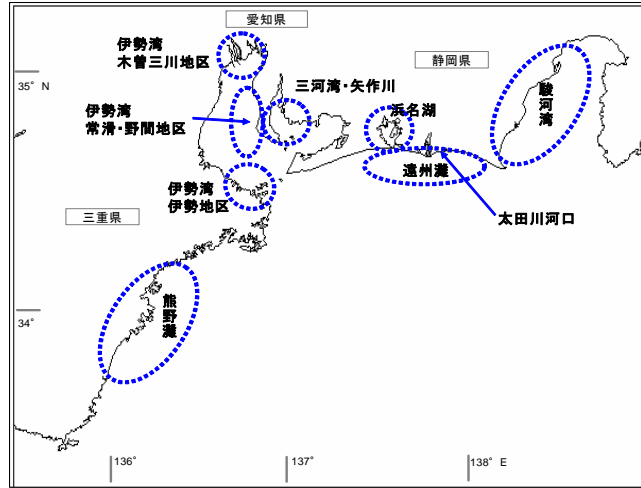 愛知県
伊勢湾
木曽三川地区
静岡県
35° N
三河湾・矢作川
駿河湾
伊勢湾
常滑・野間地区
浜名湖
遠州灘
伊勢湾
伊勢地区
太田川河口
三重県
熊野灘
34°
136°
137°
138° E